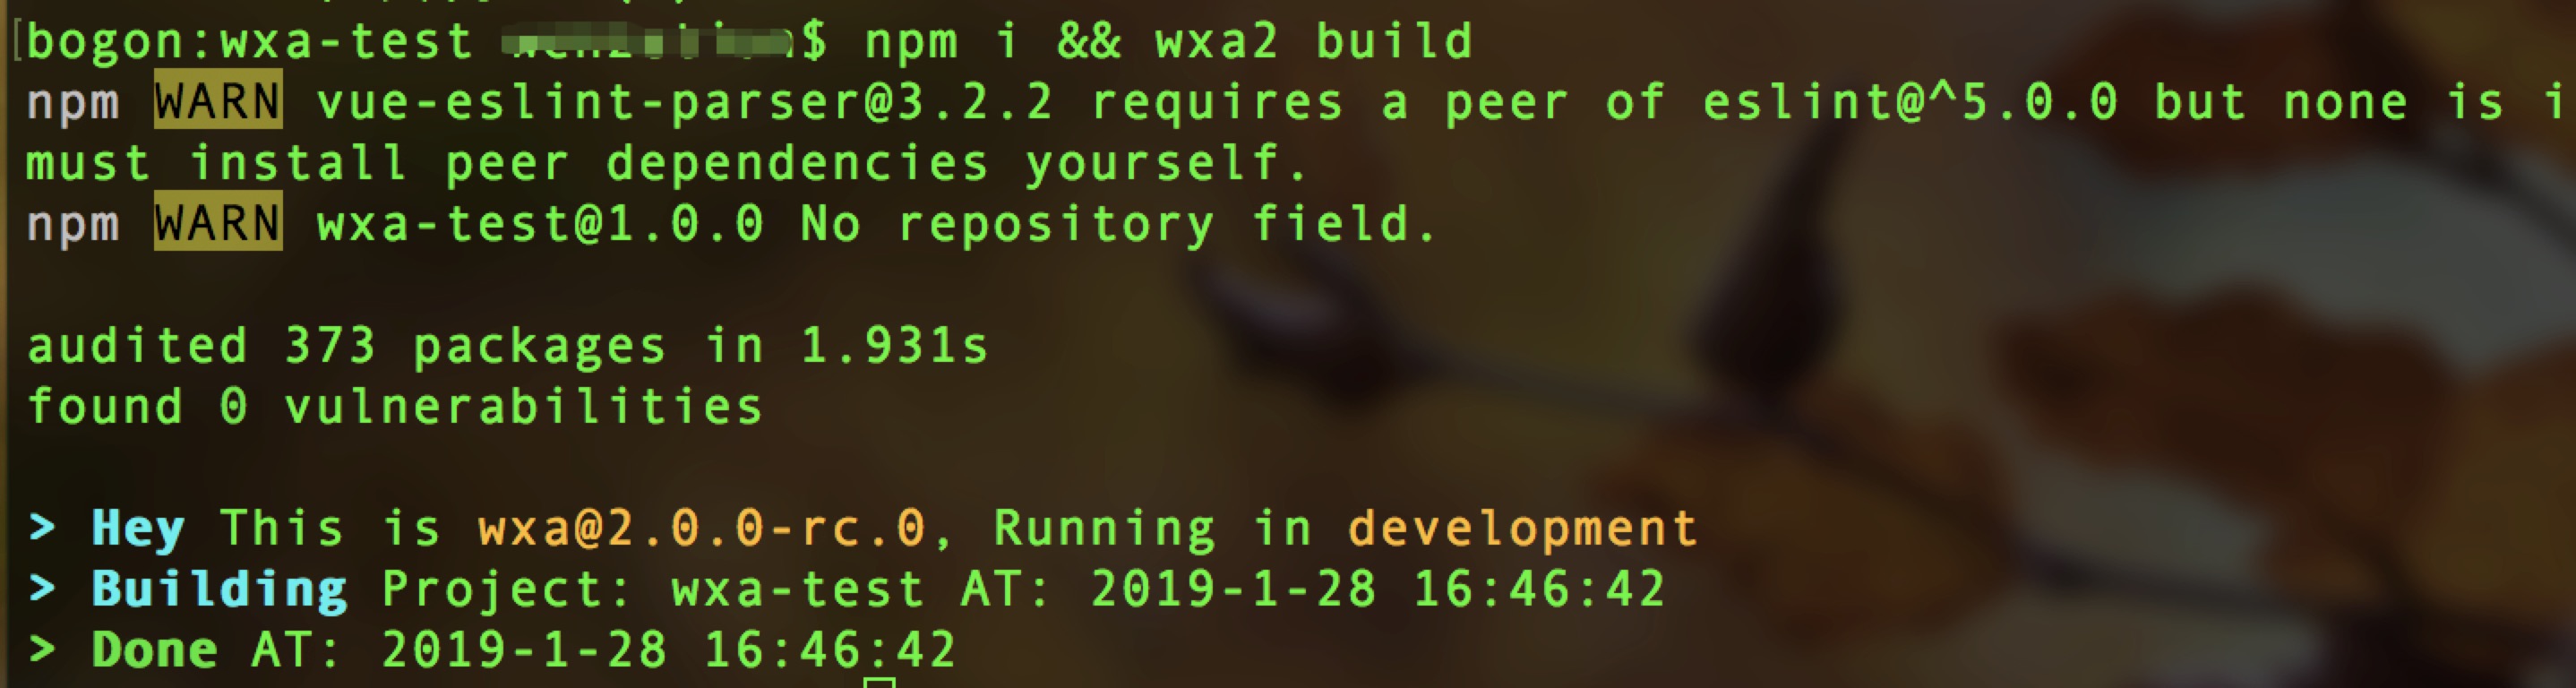 [bogon:wxa-test $ npm i && wxa2 build
npm WARN vue-eslint-parser@3.2.2 requires a peer of eslint@^5.0.0 but none is i
must install peer dependencies yourself.
npm WARN wxa-test@1.0.0 No repository field.
audited 373 packages in 1.931s
found 0 vulnerabilities
> Hey This is wxa@2.0.0-rc.0, Running in development
> Building Project: wxa-test AT: 2019-1-28 16:46:42
> Done AT: 2019-1-28 16:46:42